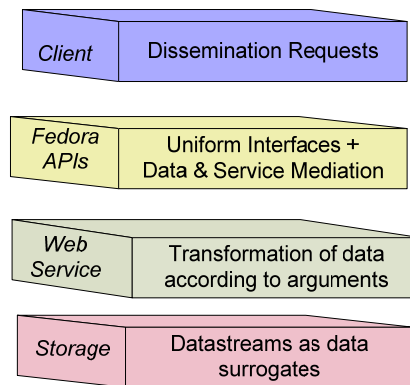 Client
Dissemination Requests
Fedora
APIs
Uniform Interfaces +
Data & Service Mediation
Web
Service
Transformation of data
according to arguments
Storage
Datastreams as data
surrogates